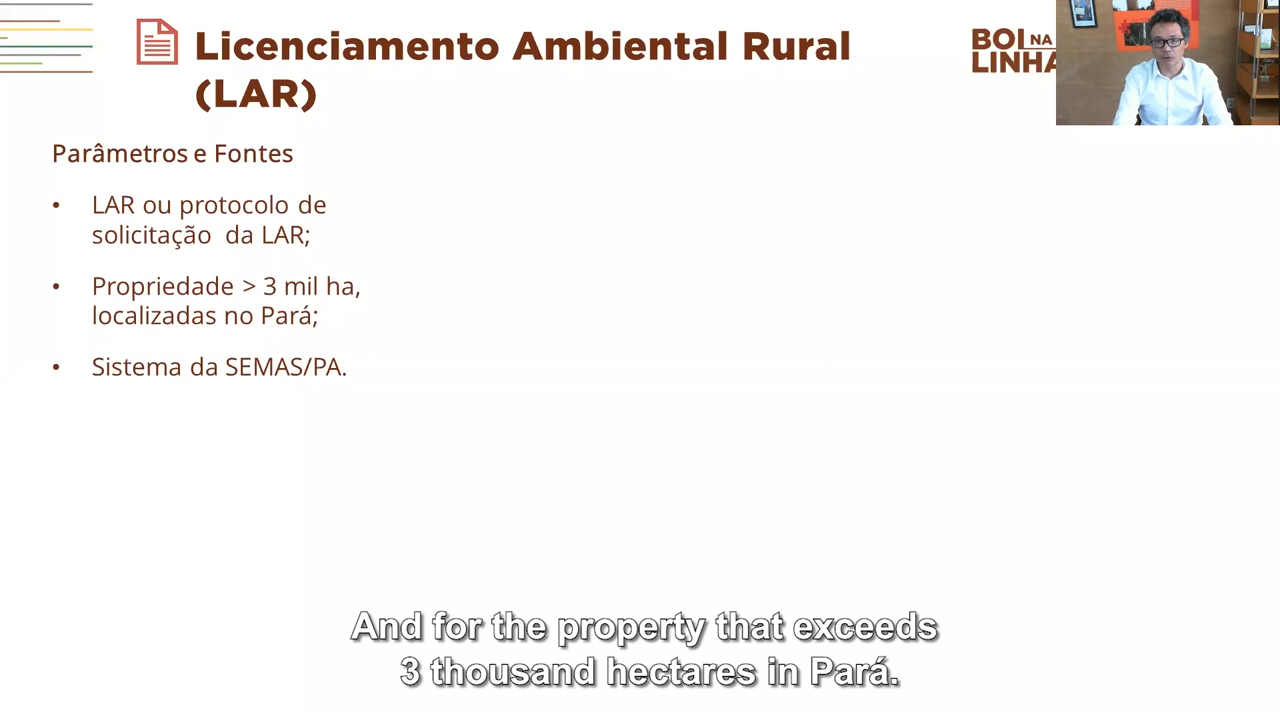 Licenciamento Ambiental Rural
(LAR)
BOI NA
LINHA
Parâmetros e Fontes
• LAR ou protocolo de
solicitação da LAR;
• Propriedade > 3 mil ha,
localizadas no Pará;
• Sistema da SEMAS/PA.
And for the property that exceeds
3 thousand hectares in Pará.